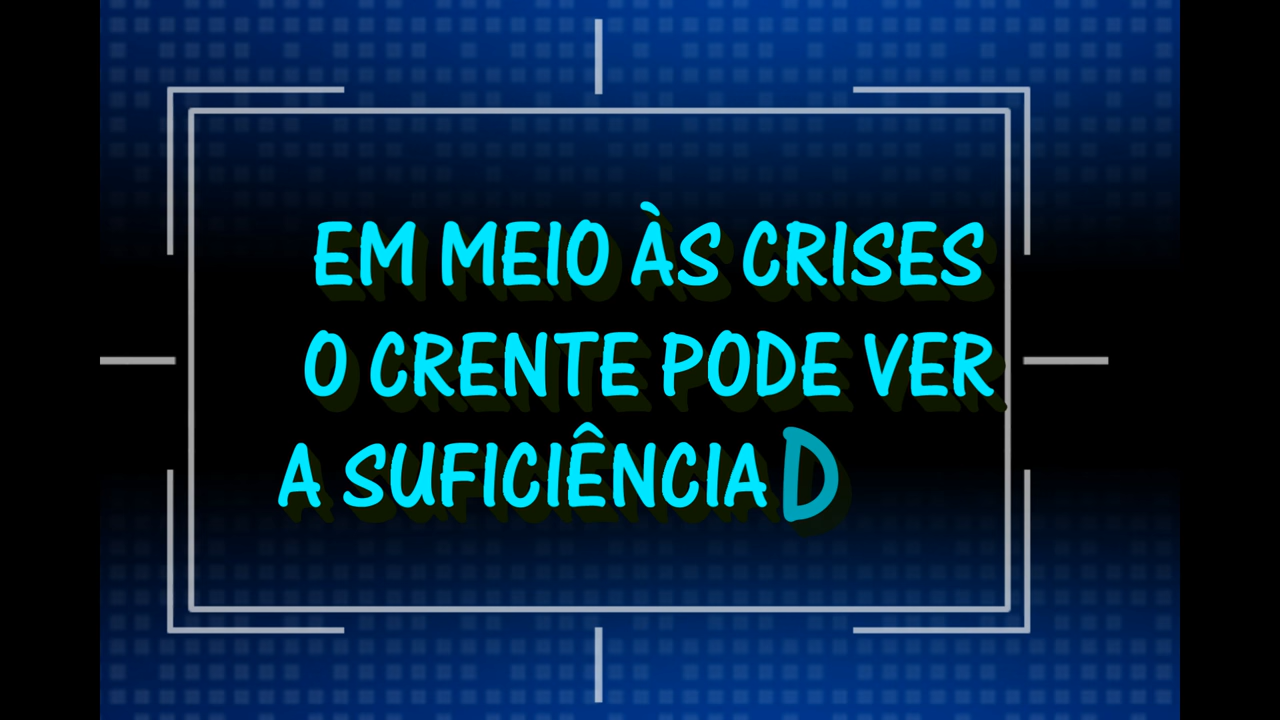 EM MEIO ÀS CRISES
O CRENTE PODE VER
A SUFICIÊNCIA D